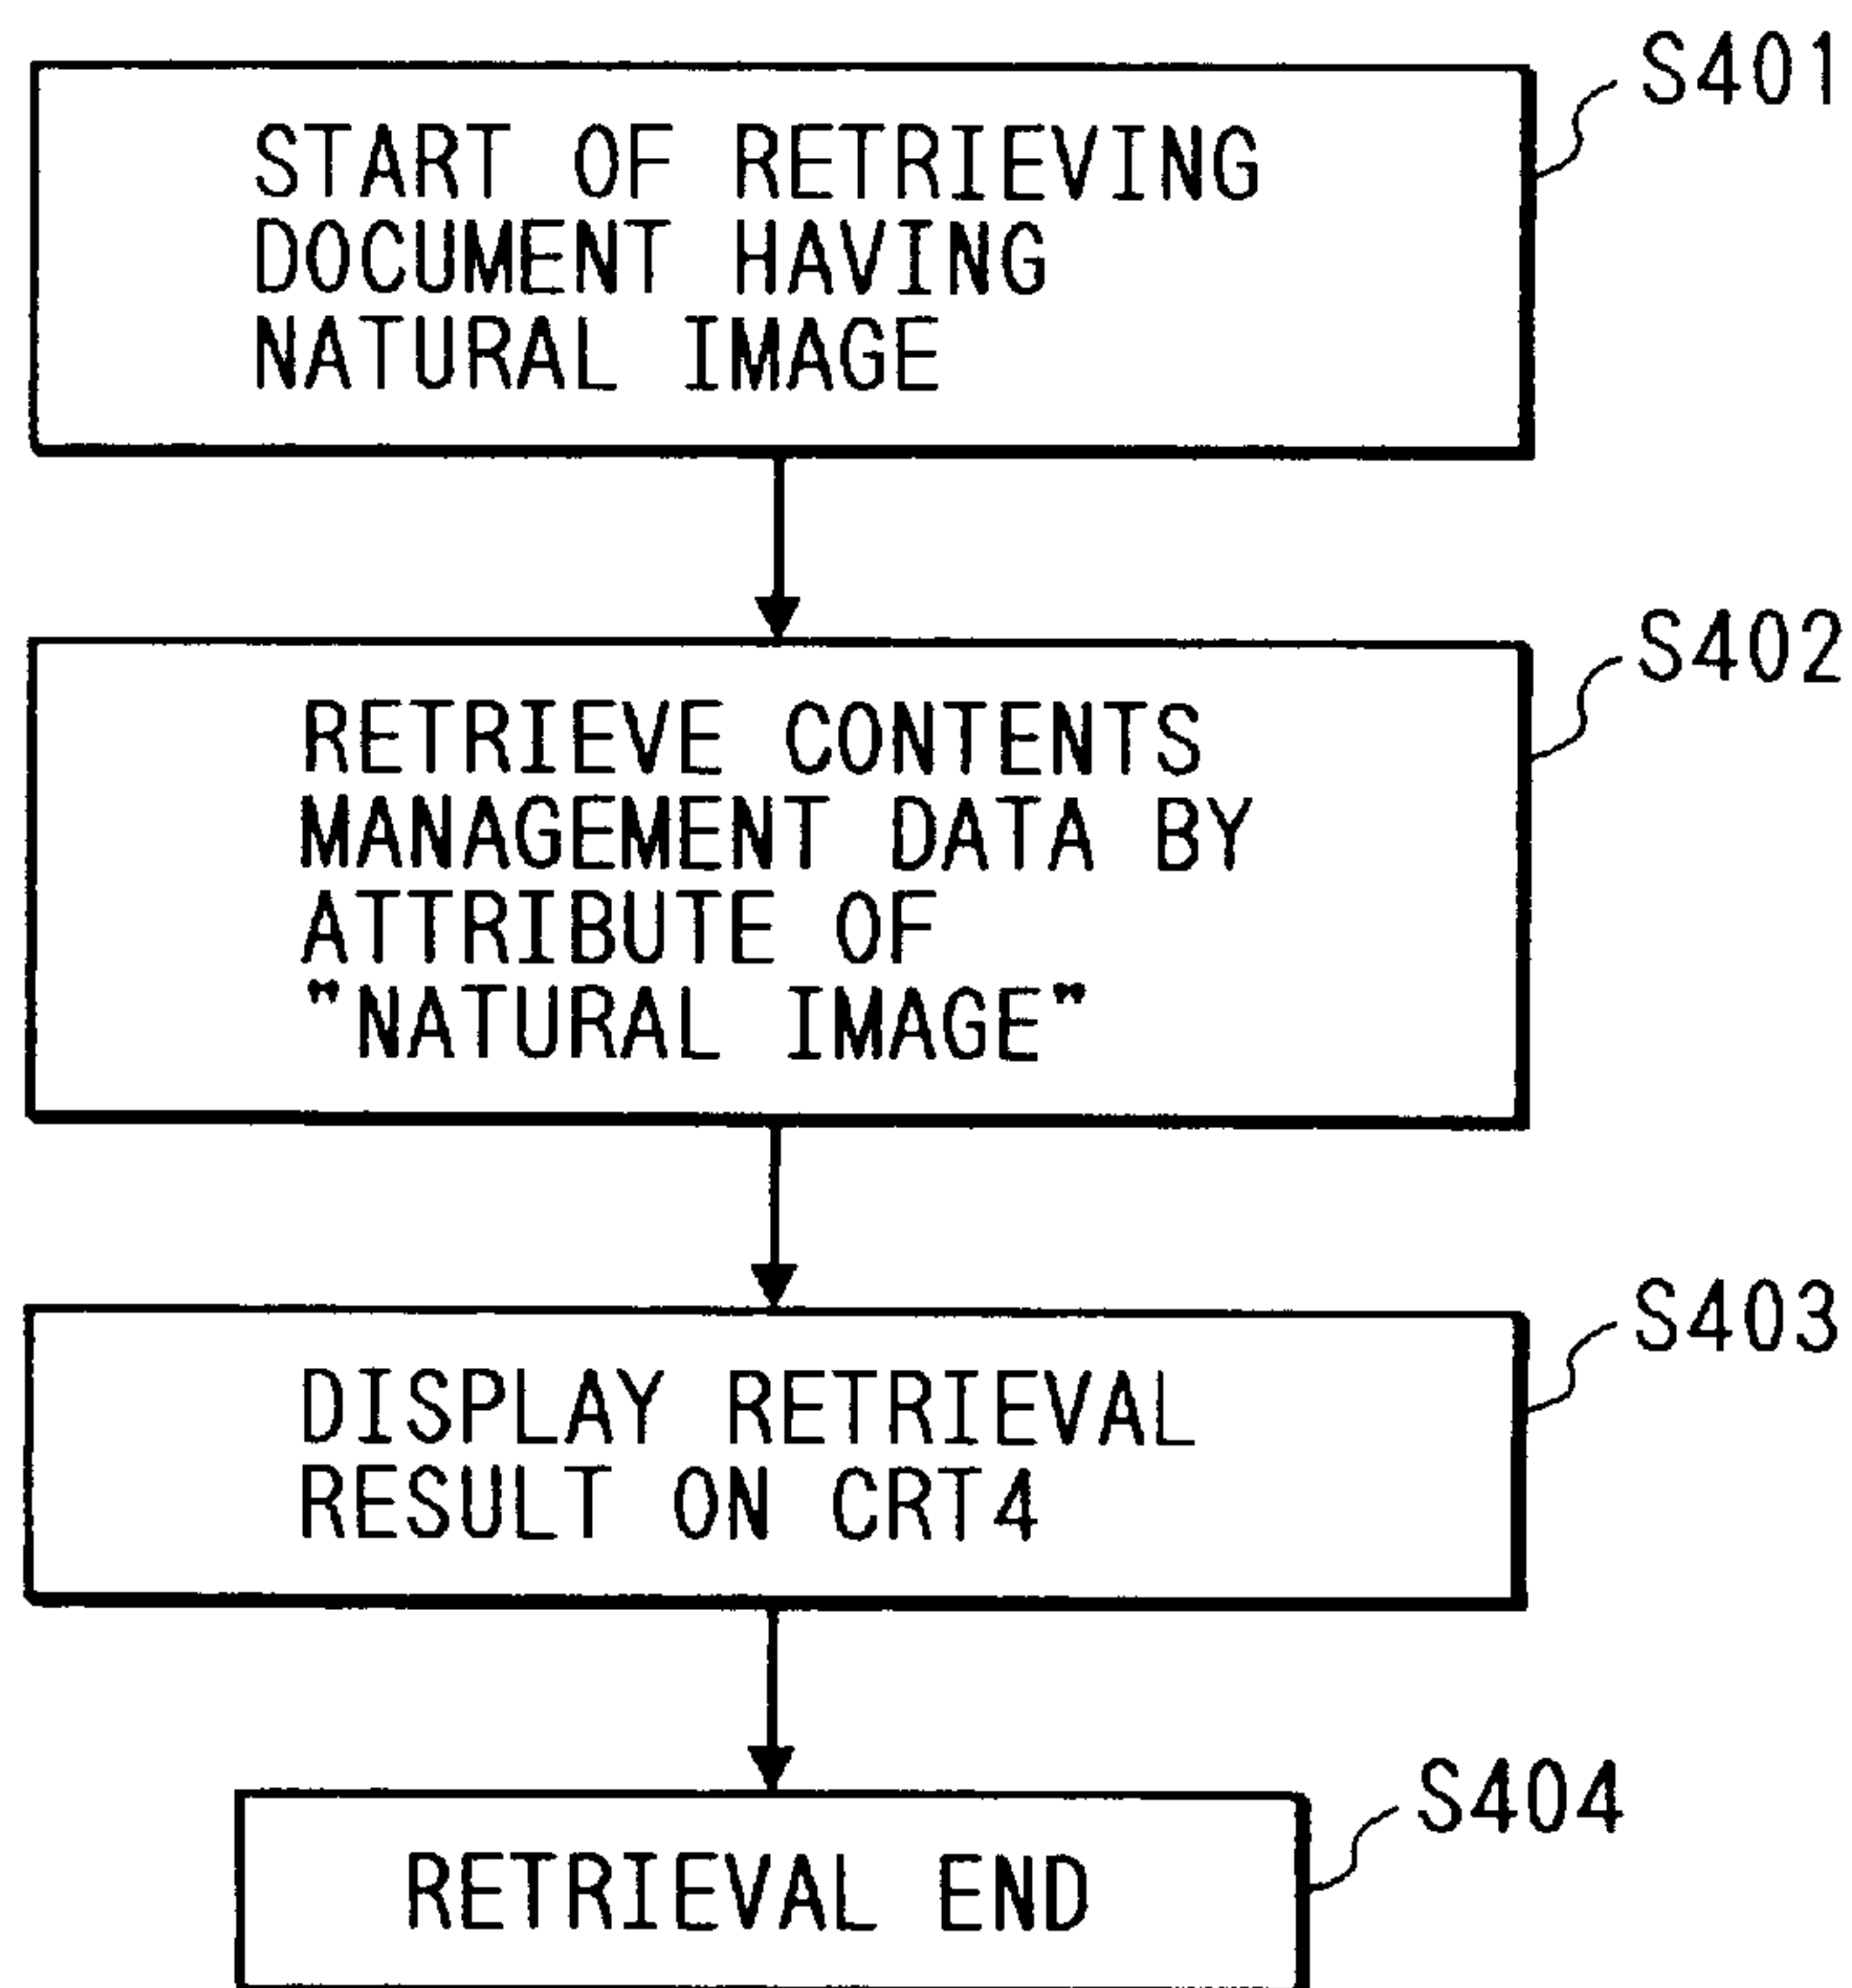 S401
START OF RETRIEVING
DOCUMENT HAVING
NATURAL IMAGE
S402
RETRIEVE CONTENTS
MANAGEMENT DATA BY
ATTRIBUTE OF
"NATURAL IMAGE"
S403
DISPLAY RETRIEVAL
RESULT ON CRT4
S404
RETRIEVAL END